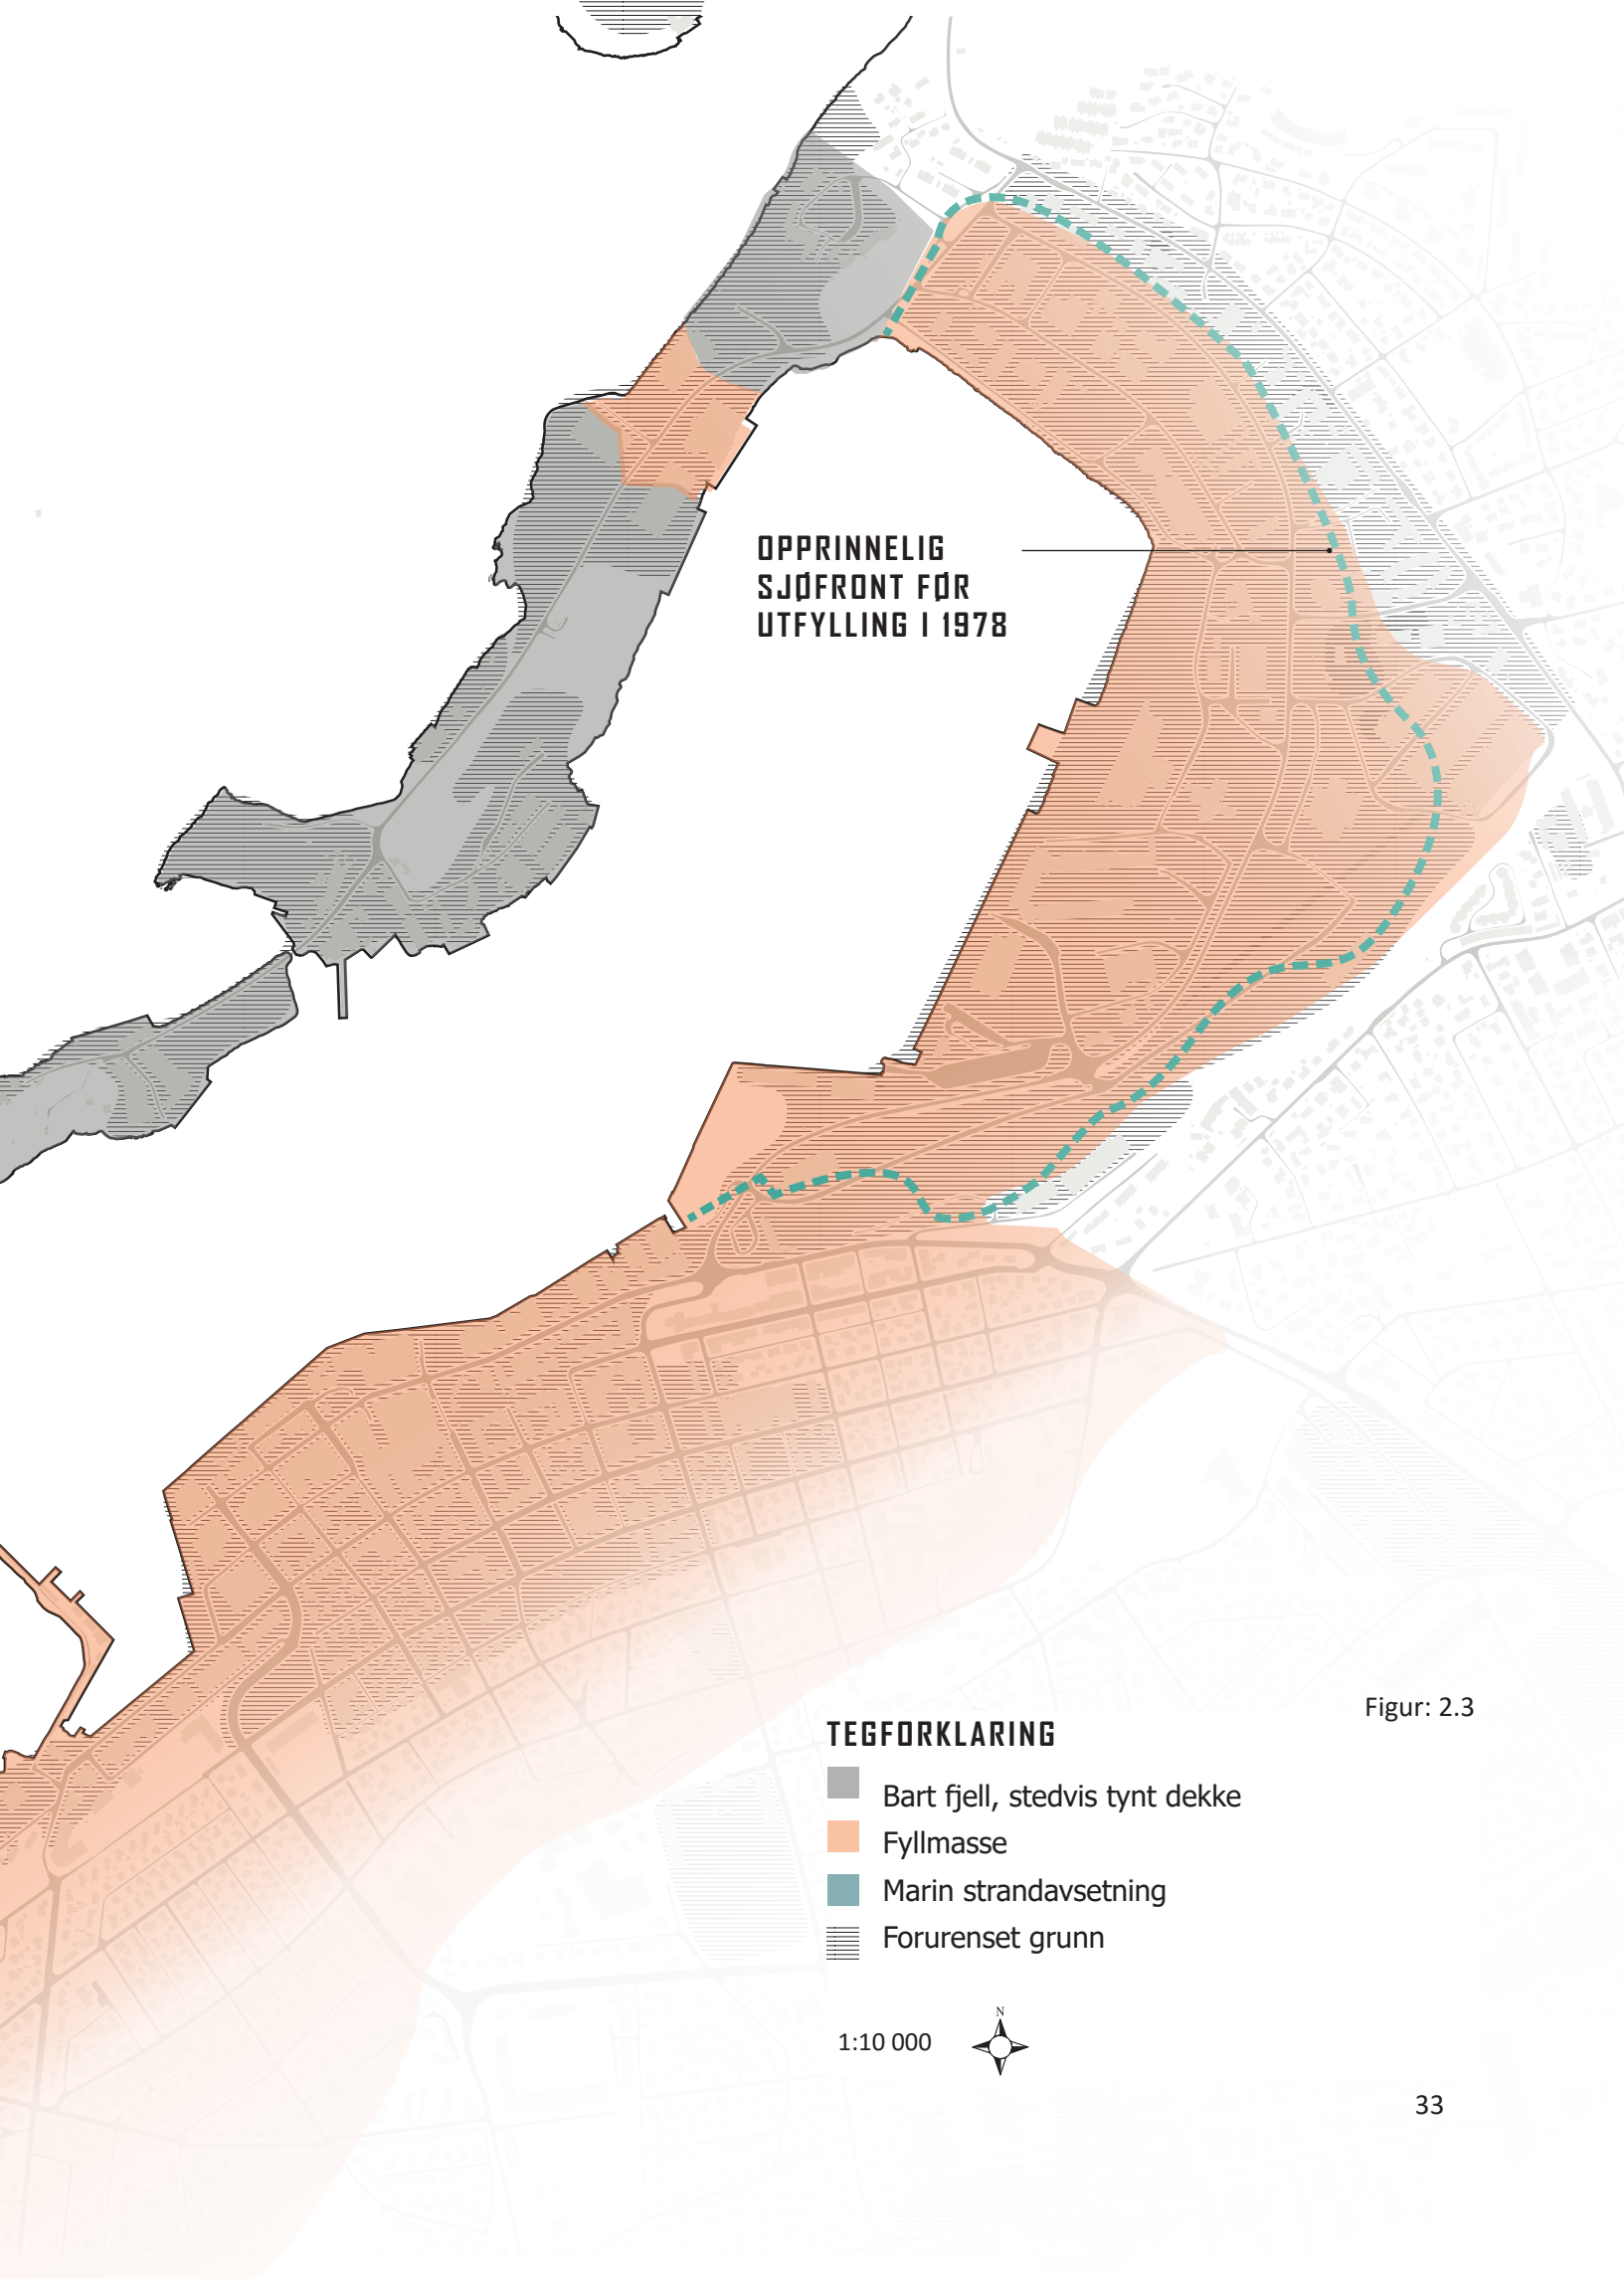 OPPRINNELIG
SJØFRONT FØR
UTFYLLING I 1978
Figur: 2.3
TEGFORKLARING
Bart fjell, stedvis tynt dekke
Fyllmasse
Marin strandavsetning
Forurenset grunn
1:10 000
N
33